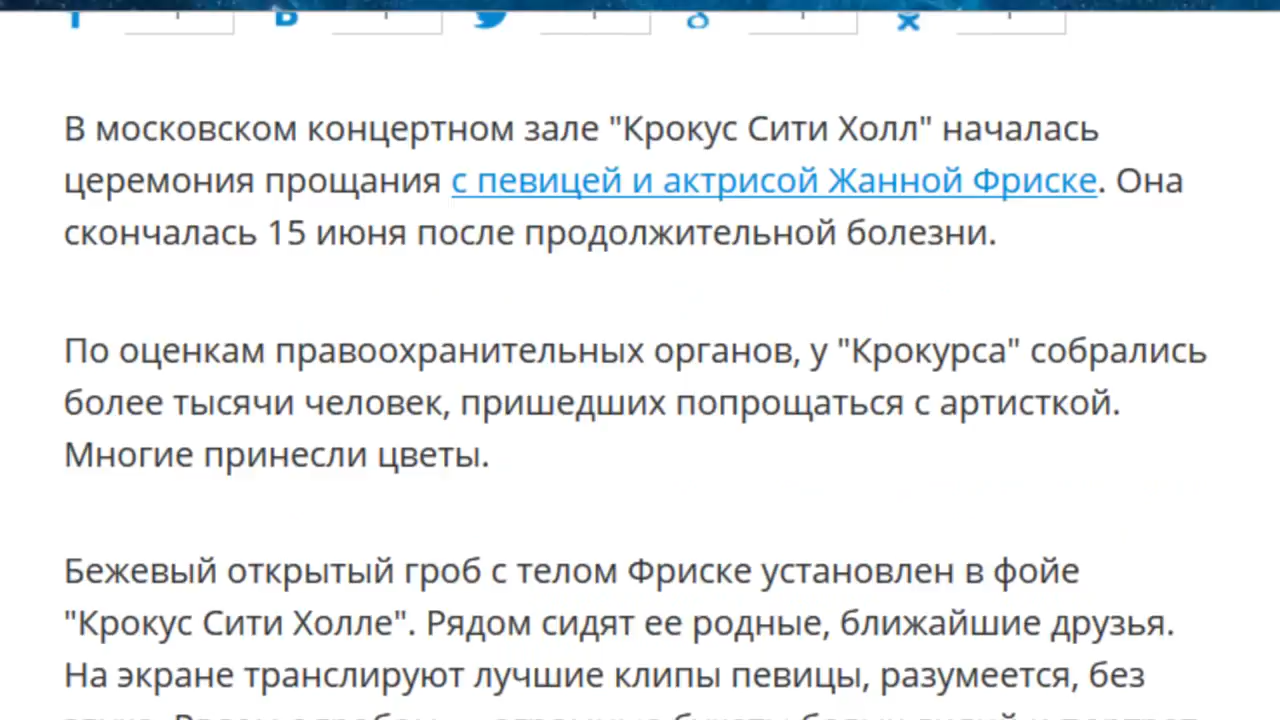 В московском концертном зале "Крокус Сити Холл" началась
церемония прощания с певицей и актрисой Жанной Фриске. Она
скончалась 15 июня после продолжительной болезни.
По оценкам правоохранительных органов, у "Крокурса" собрались
более тысячи человек, пришедших попрощаться с артисткой.
Многие принесли цветы.
Бежевый открытый гроб с телом Фриске установлен в фойе
"Крокус Сити Холле". Рядом сидят ее родные, ближайшие друзья.
На экране транслируют лучшие клипы певицы, разумеется, без